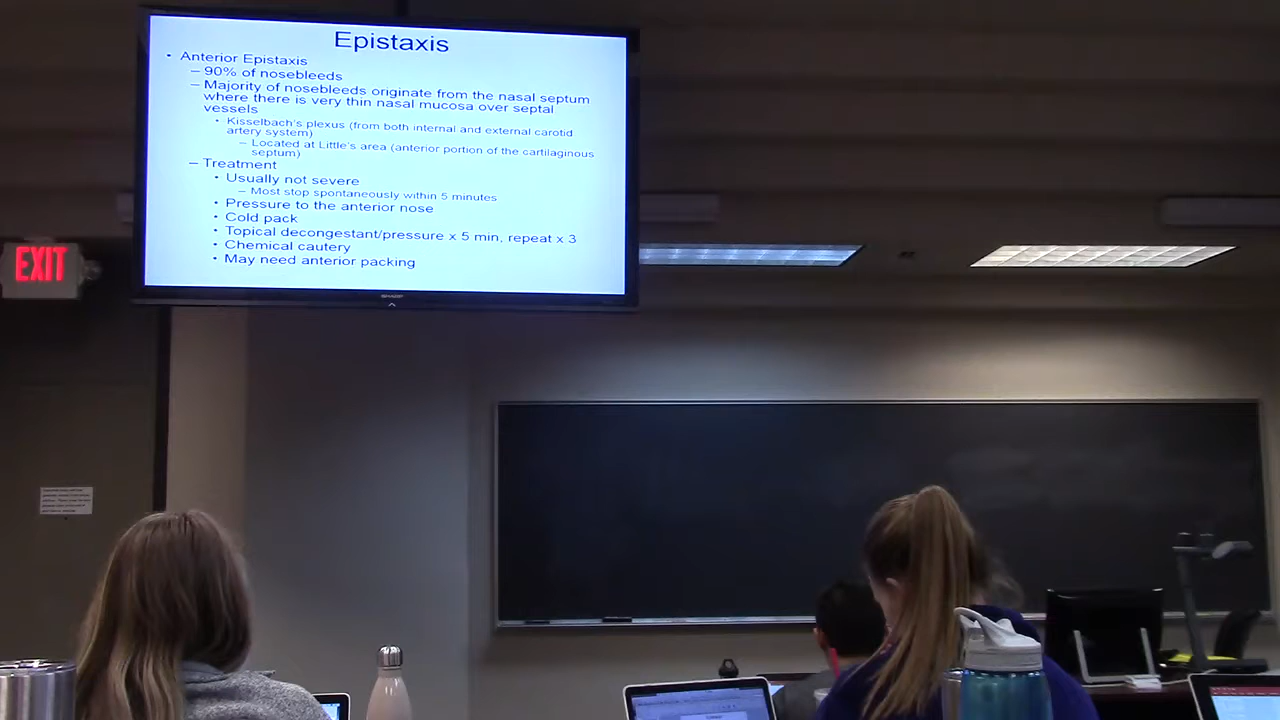 Epistaxis
• Anterior Epistaxis
– 90% of nosebleeds
– Majority of nosebleeds originate from the nasal septum
where there is very thin nasal mucosa over septal
vessels
• Kisselbach's plexus (from both internal and external carotid
artery system)
– Located at Little's area (anterior portion of the cartilaginous
septum)
– Treatment
• Usually not severe
– Most stop spontaneously within 5 minutes
• Pressure to the anterior nose
• Cold pack
• Topical decongestant/pressure x 5 min, repeat x 3
• Chemical cautery
• May need anterior packing
SHARP
EXIT